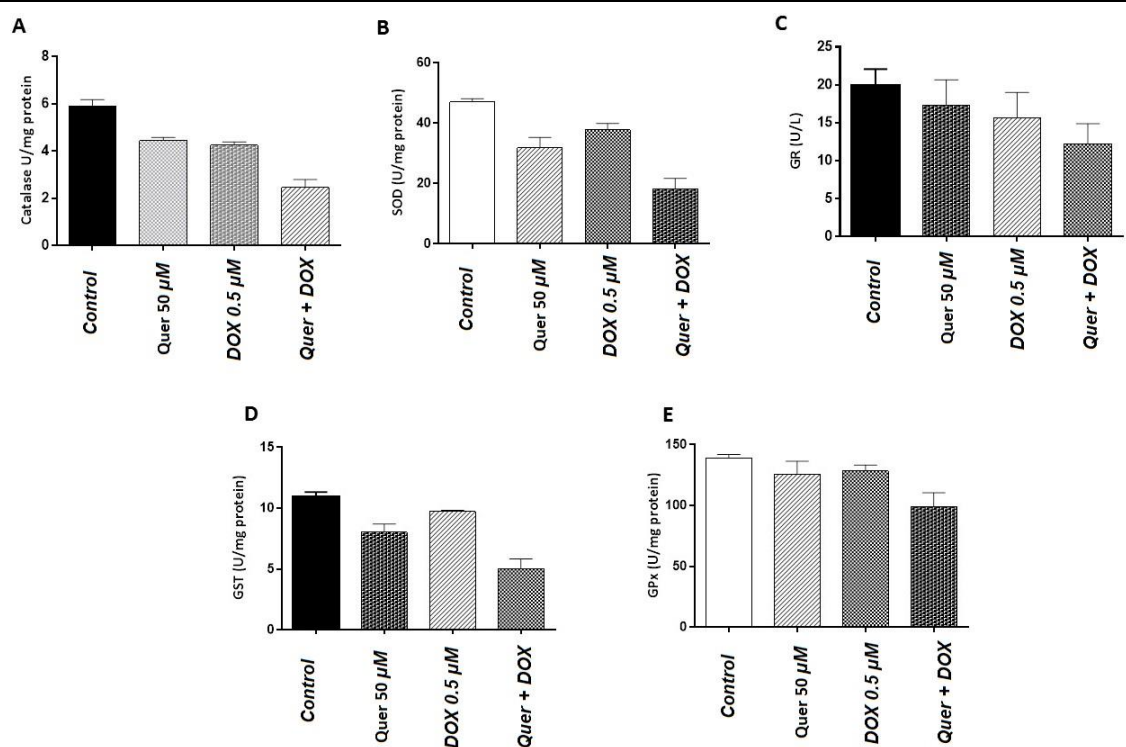 A
Catalase U/mg protein
8
6
4
2
0
Control
Quer 50 µM
DOX 0.5 µM
Quer + DOX
B
SOD (U/mg protein)
60
40
20
0
Control
Quer 50 µM
DOX 0.5 µM
Quer + DOX
C
GR (U/L)
25
20
15
10
5
0
Control
Quer 50 µM
DOX 0.5 µM
Quer + DOX
D
GST (U/mg protein)
15
10
5
0
Control
Quer 50 µM
DOX 0.5 µM
Quer + DOX
E
GPx (U/mg protein)
150
100
50
0
Control
Quer 50 µM
DOX 0.5 µM
Quer + DOX